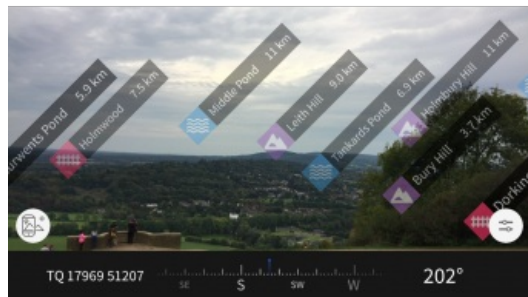 urwents Pond 5.9 km
Holmwood 7.5 km
Middle Pond 11 km
Leith Hill 9.0 km
Tankards Pond 6.9 km
Holmbury Hill 11 km
Bury Hill 3.7 km
Dorking
TQ 17969 51207
SE S SW W
202°